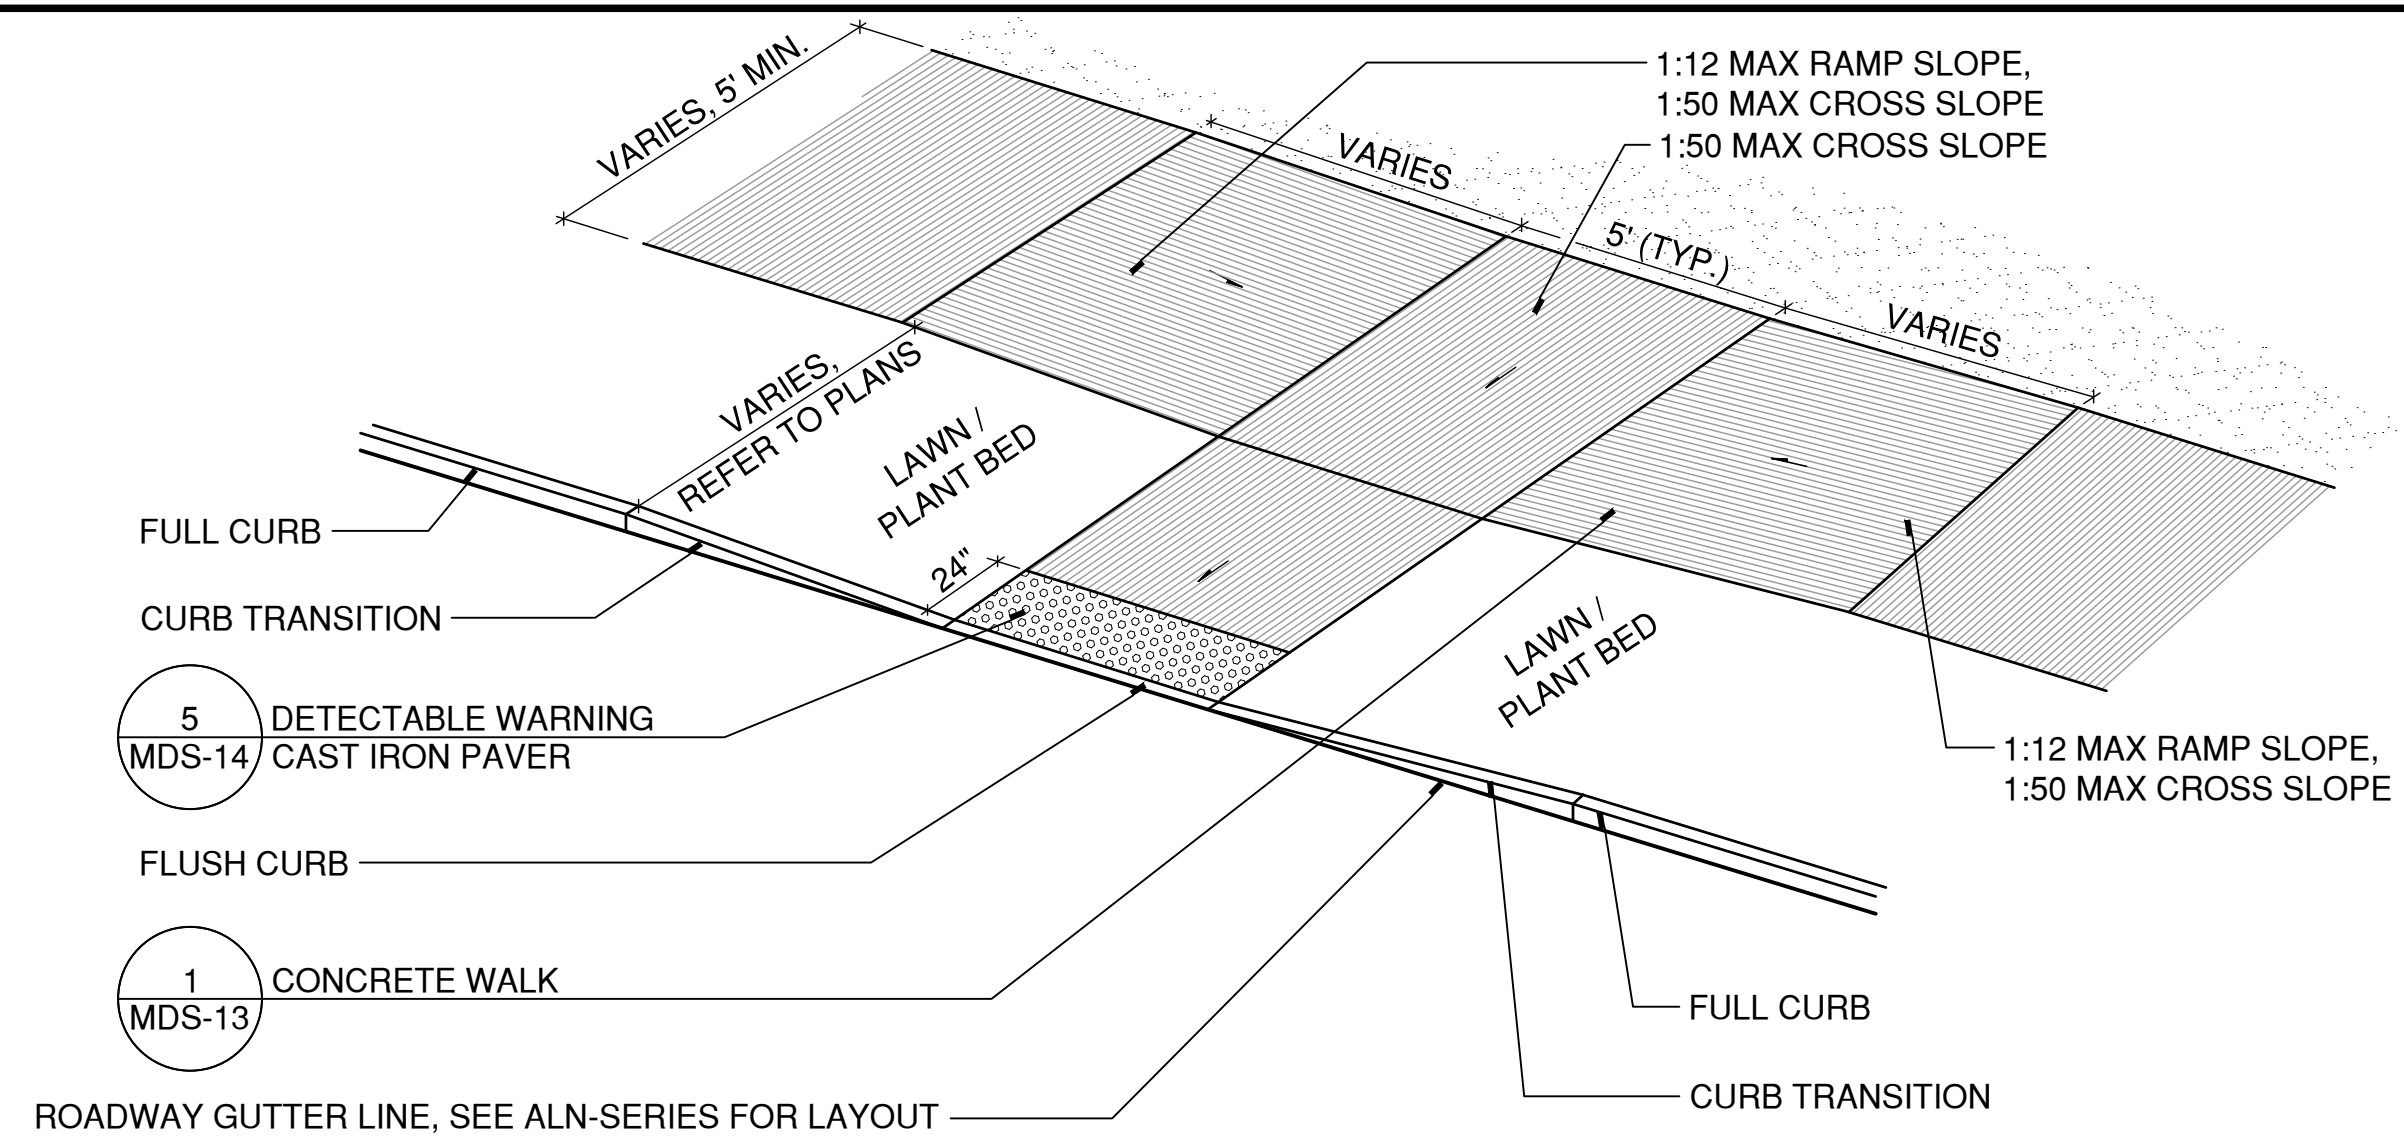 VARIES, 5' MIN.
1:12 MAX RAMP SLOPE,
1:50 MAX CROSS SLOPE
1:50 MAX CROSS SLOPE
VARIES
5' (TYP.)
VARIES
VARIES,
REFER TO PLANS
LAWN /
PLANT BED
24"
FULL CURB
CURB TRANSITION
5
MDS-14
DETECTABLE WARNING
CAST IRON PAVER
LAWN /
PLANT BED
1:12 MAX RAMP SLOPE,
1:50 MAX CROSS SLOPE
FLUSH CURB
1
MDS-13
CONCRETE WALK
FULL CURB
CURB TRANSITION
ROADWAY GUTTER LINE, SEE ALN-SERIES FOR LAYOUT